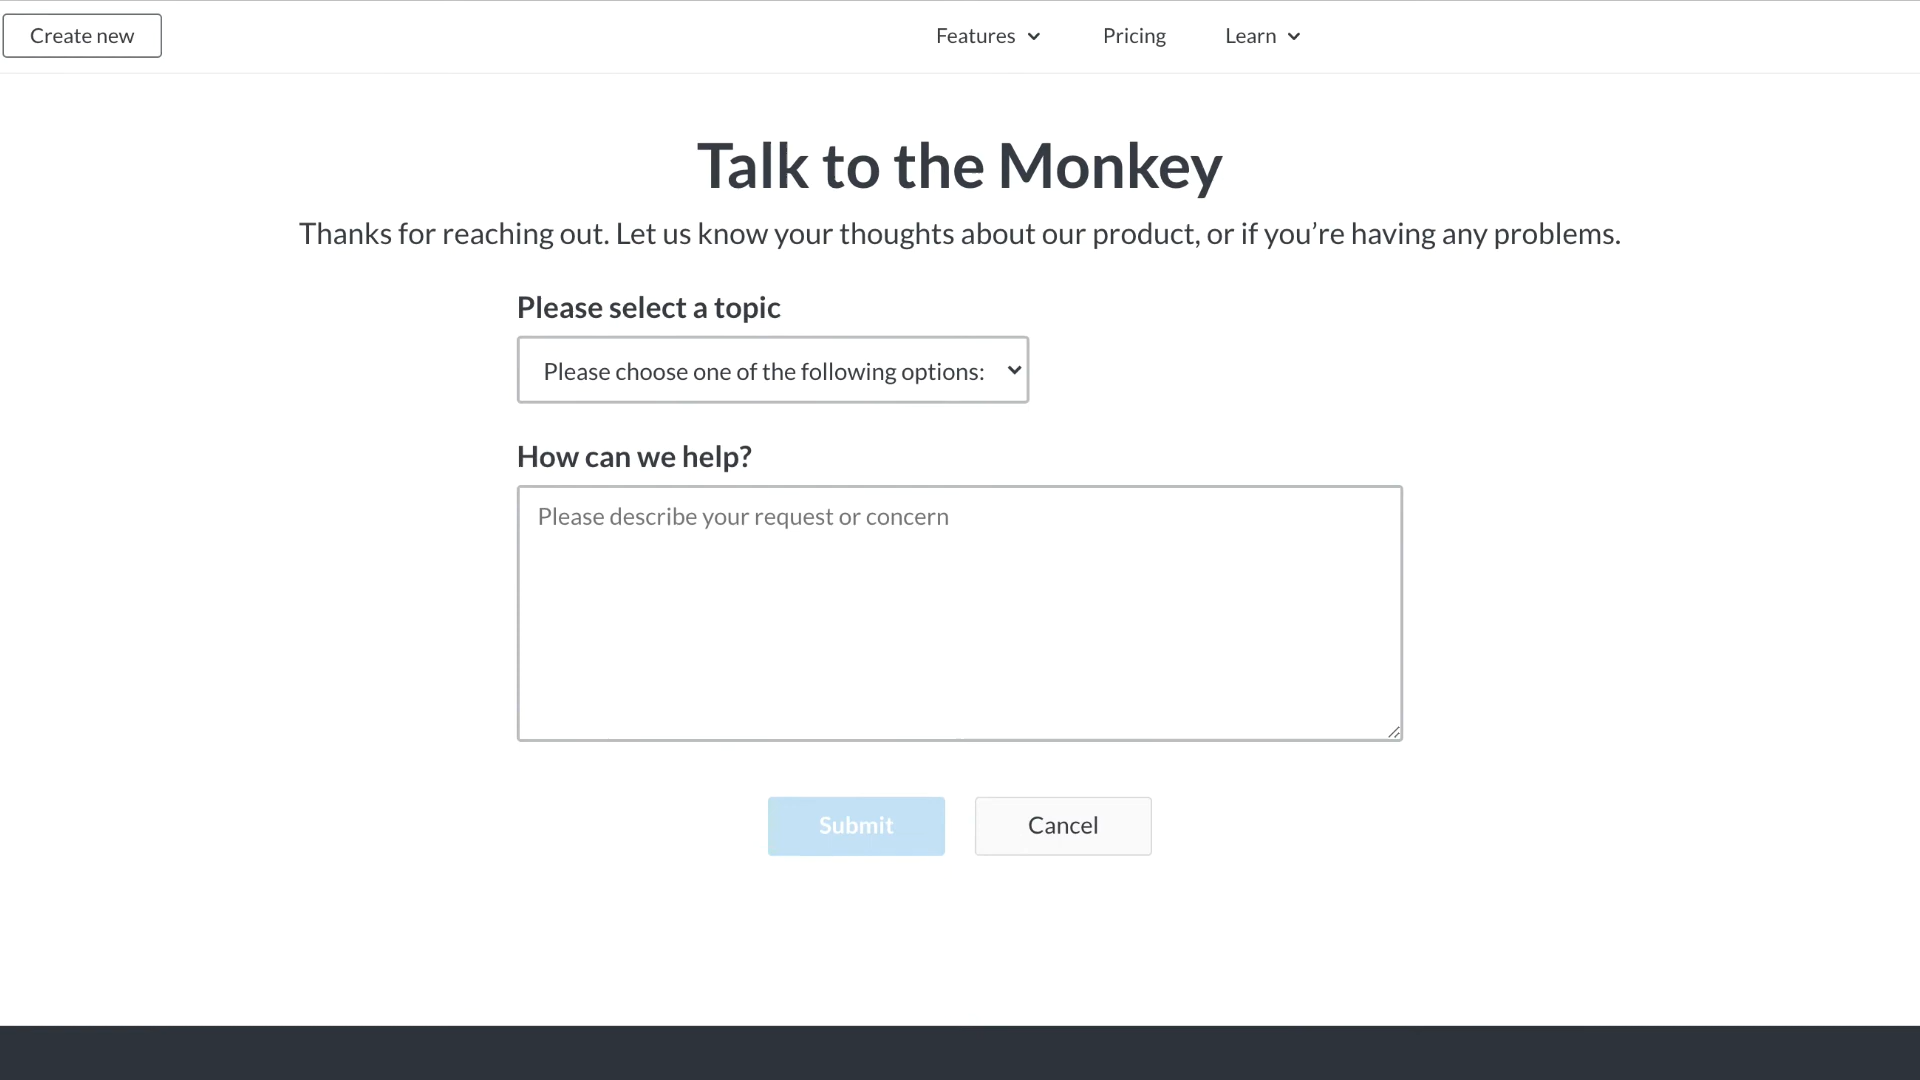 Create new
Features
Pricing
Learn
Talk to the Monkey
Thanks for reaching out. Let us know your thoughts about our product, or if you’re having any problems.
Please select a topic
Please choose one of the following options:
How can we help?
Please describe your request or concern
Submit
Cancel